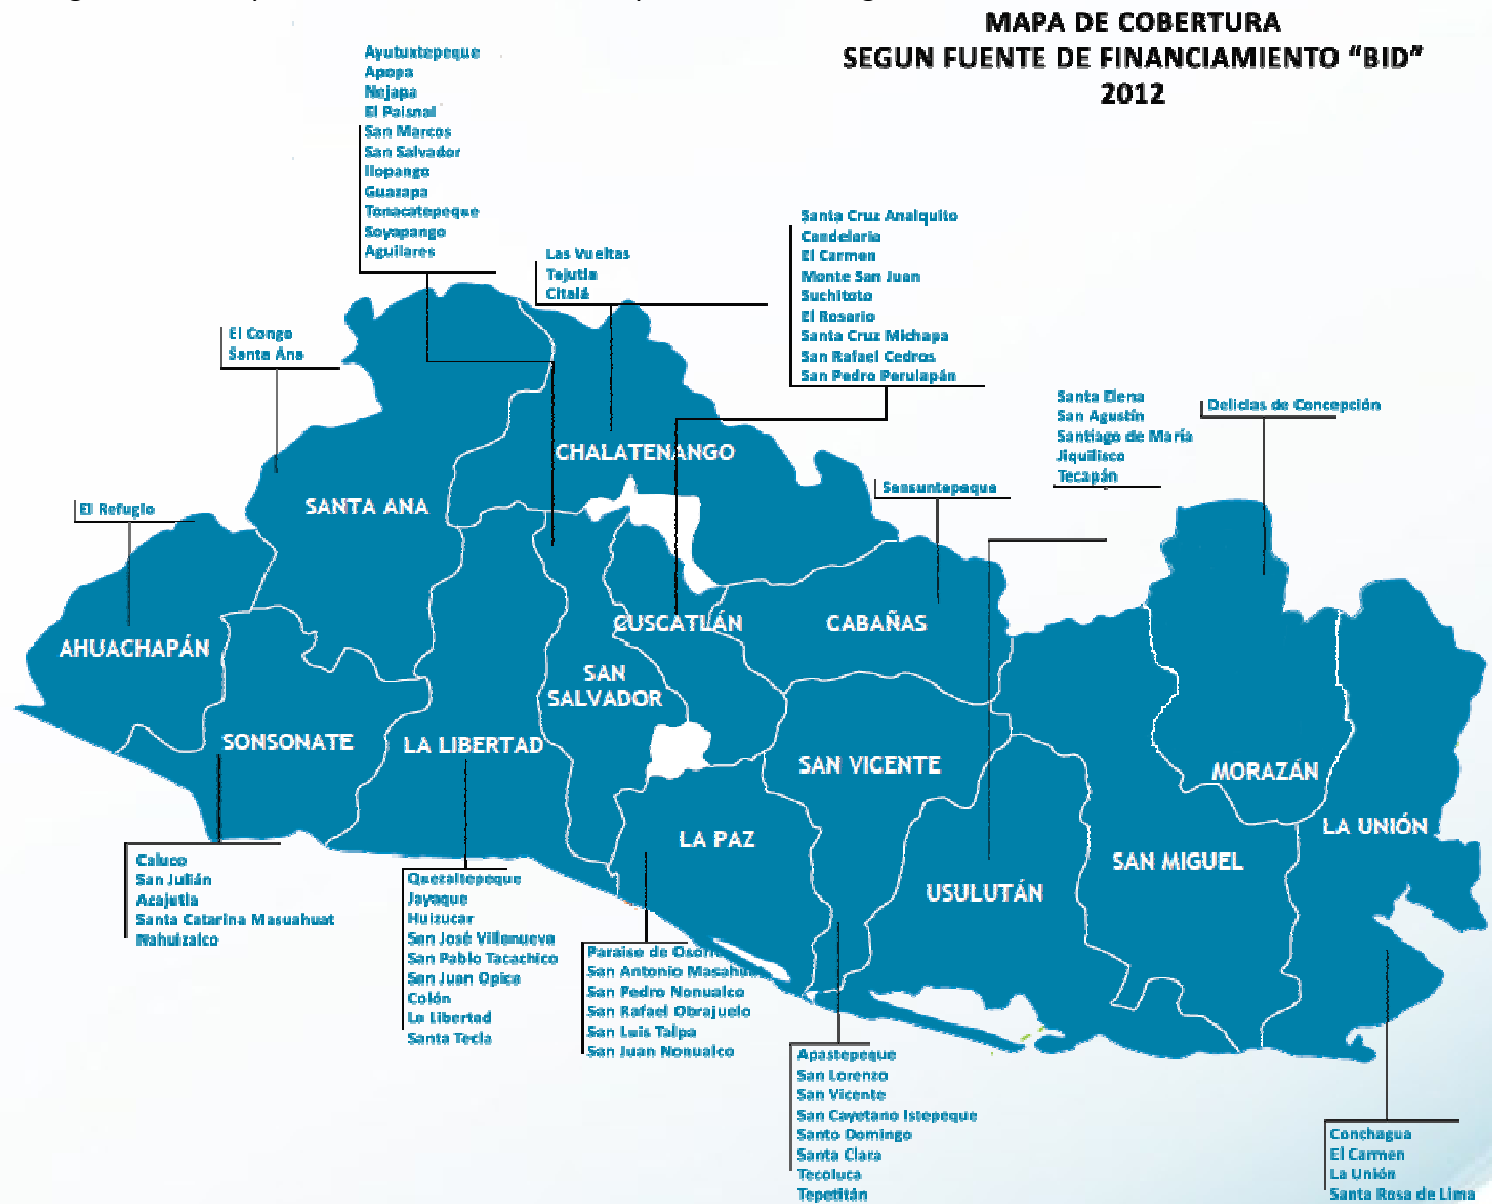 MAPA DE COBERTURA
SEGUN FUENTE DE FINANCIAMIENTO “BID”
2012
Ayutuxtepeque
Apopa
Nejapa
El Paisnal
San Marcos
San Salvador
Ilopango
Guazapa
Tonacatepeque
Soyapango
Aguilares
Las Vueltas
Tejutla
Citalá
Santa Cruz Analquito
Candelaria
El Carmen
Monte San Juan
Suchitoto
El Rosario
Santa Cruz Michapa
San Rafael Cedros
San Pedro Perulapán
El Congo
Santa Ana
Santa Elena
San Agustín
Santiago de María
Jiquilisco
Tecapán
Delicias de Concepción
Sensuntepeque
El Refugio
CHALATENANGO
SANTA ANA
AHUACHAPÁN
CUSCATLÁN
CABAÑAS
SAN
SALVADOR
SONSONATE
LA LIBERTAD
SAN VICENTE
MORAZÁN
LA PAZ
LA UNIÓN
SAN MIGUEL
USULUTÁN
Caluco
San Julián
Acajutla
Santa Catarina Masuahuat
Nahuizalco
Quezaltepeque
Jayaque
Huizucar
San José Villanueva
San Pablo Tacachico
San Juan Opica
Colón
La Libertad
Santa Tecla
Paraiso de
San Antonio
San Pedro Nonualco
San Rafael Obrajuelo
San Luis Talpa
San Juan Nonualco
Apastepeque
San Lorenzo
San Vicente
San Cayetano Istepeque
Santo Domingo
Santa Clara
Tecoluca
Tepetitán
Conchagua
El Carmen
La Unión
Santa Rosa de Lima